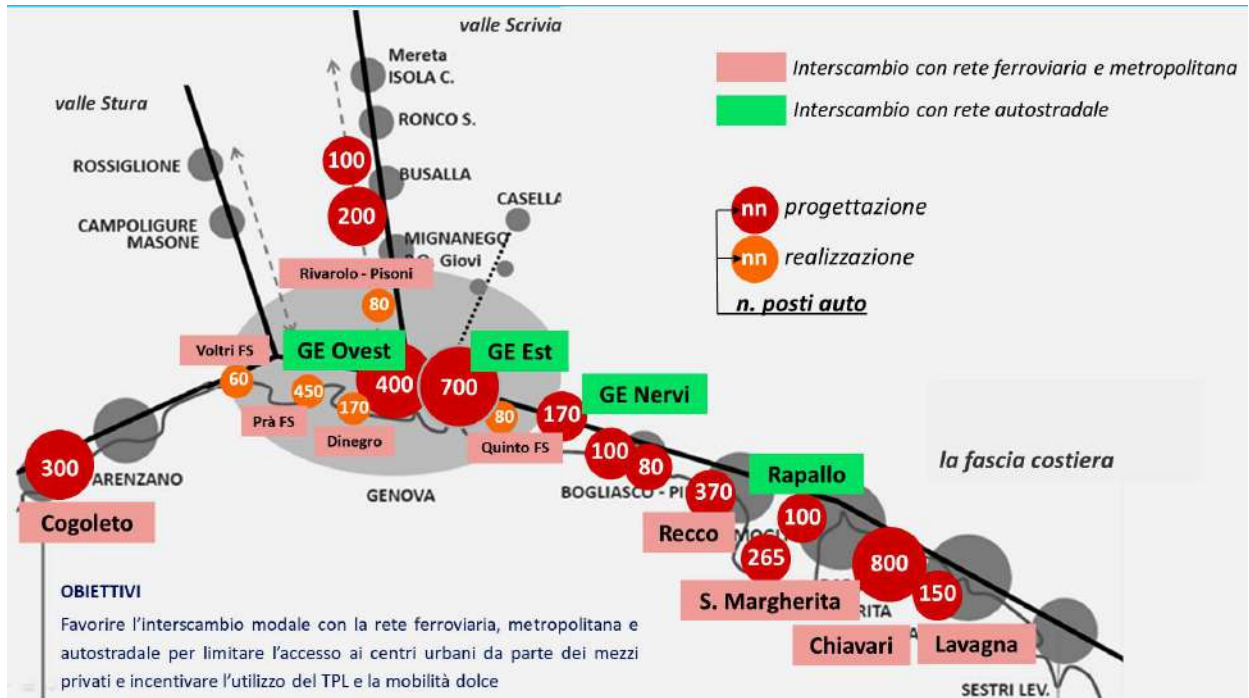 valle Scrivia
valle Stura
Mereta
ISOLA C.
RONCO S.
ROSSIGLIONE
100
BUSALLA
CASELLA
CAMPOLIGURE
MASONE
200
MIGNANEGO
Giovi
Rivarolo - Pisoni
80
Voltri FS
GE Ovest
GE Est
60
450
170
400
700
80
170
GE Nervi
Prà FS
Dinegro
Quinto FS
300
ARENZANO
GENOVA
100
80
BOGLIASCO - PI
370
Rapallo
Cogoleto
Recco
100
265
800
150
S. Margherita
RITA
Chiavari
Lavagna
SESTRI LEV.
Interscambio con rete ferroviaria e metropolitana
Interscambio con rete autostradale
nn progettazione
nn realizzazione
n. posti auto
la fascia costiera
OBIETTIVI
Favorire l'interscambio modale con la rete ferroviaria, metropolitana e
autostradale per limitare l'accesso ai centri urbani da parte dei mezzi
privati e incentivare l'utilizzo del TPL e la mobilità dolce